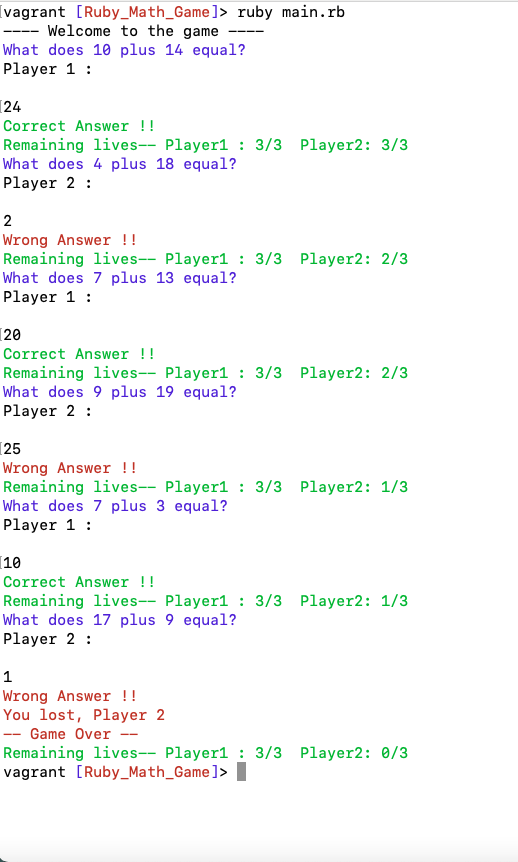 vagrant [Ruby_Math_Game]> ruby main.rb
---- Welcome to the game ----
What does 10 plus 14 equal?
Player 1 :
24
Correct Answer !!
Remaining lives-- Player1 : 3/3  Player2: 3/3
What does 4 plus 18 equal?
Player 2 :
2
Wrong Answer !!
Remaining lives-- Player1 : 3/3  Player2: 2/3
What does 7 plus 13 equal?
Player 1 :
20
Correct Answer !!
Remaining lives-- Player1 : 3/3  Player2: 2/3
What does 9 plus 19 equal?
Player 2 :
25
Wrong Answer !!
Remaining lives-- Player1 : 3/3  Player2: 1/3
What does 7 plus 3 equal?
Player 1 :
10
Correct Answer !!
Remaining lives-- Player1 : 3/3  Player2: 1/3
What does 17 plus 9 equal?
Player 2 :
1
Wrong Answer !!
You lost, Player 2
-- Game Over --
Remaining lives-- Player1 : 3/3  Player2: 0/3
vagrant [Ruby_Math_Game]>